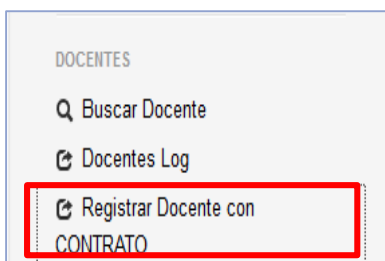 DOCENTES
Buscar Docente
Docentes Log
Registrar Docente con
CONTRATO